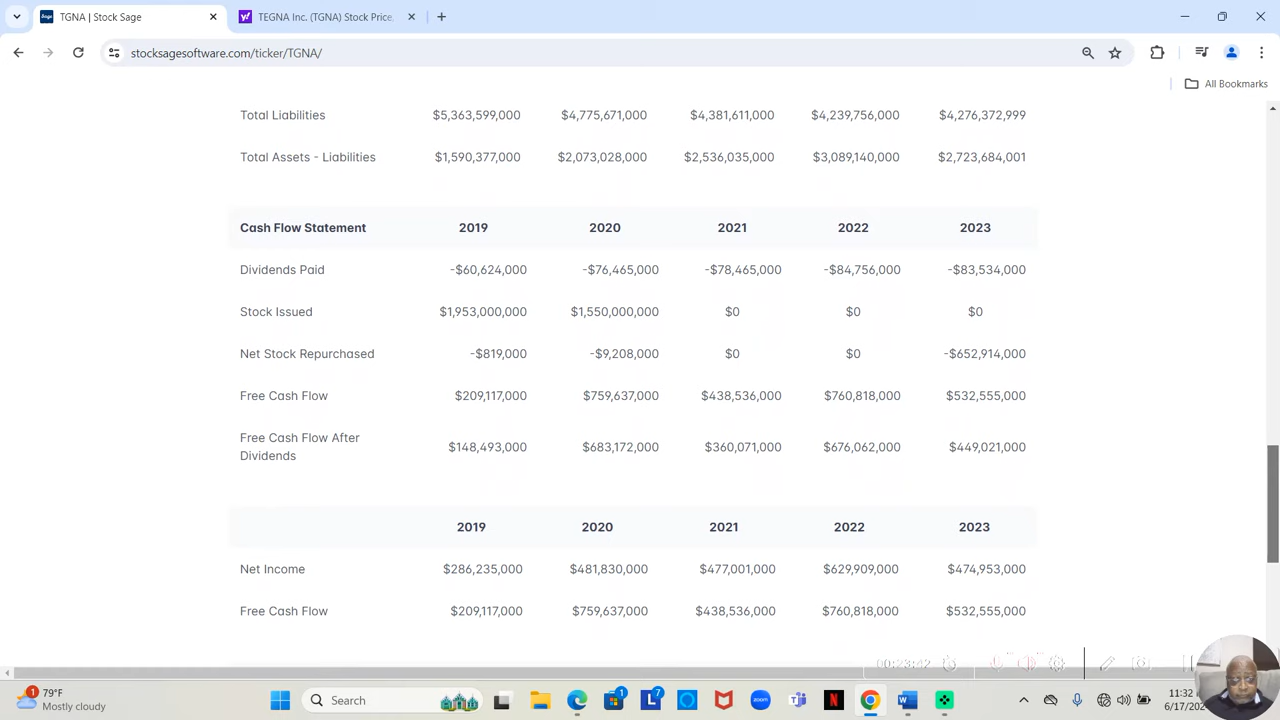 TGNA | Stock Sage
TEGNA Inc. (TGNA) Stock Price,
stocksagesoftware.com/ticker/TGNA/
All Bookmarks
Total Liabilities $5,363,599,000 $4,775,671,000 $4,381,611,000 $4,239,756,000 $4,276,372,999
Total Assets - Liabilities $1,590,377,000 $2,073,028,000 $2,536,035,000 $3,089,140,000 $2,723,684,001
Cash Flow Statement 2019 2020 2021 2022 2023
Dividends Paid -$60,624,000 -$76,465,000 -$78,465,000 -$84,756,000 -$83,534,000
Stock Issued $1,953,000,000 $1,550,000,000 $0 $0 $0
Net Stock Repurchased -$819,000 -$9,208,000 $0 $0 -$652,914,000
Free Cash Flow $209,117,000 $759,637,000 $438,536,000 $760,818,000 $532,555,000
Free Cash Flow After
Dividends $148,493,000 $683,172,000 $360,071,000 $676,062,000 $449,021,000
2019 2020 2021 2022 2023
Net Income $286,235,000 $481,830,000 $477,001,000 $629,909,000 $474,953,000
Free Cash Flow $209,117,000 $759,637,000 $438,536,000 $760,818,000 $532,555,000
00:23:42
1
79°F
Mostly cloudy
Search
1
7
zoom
11:32
6/17/